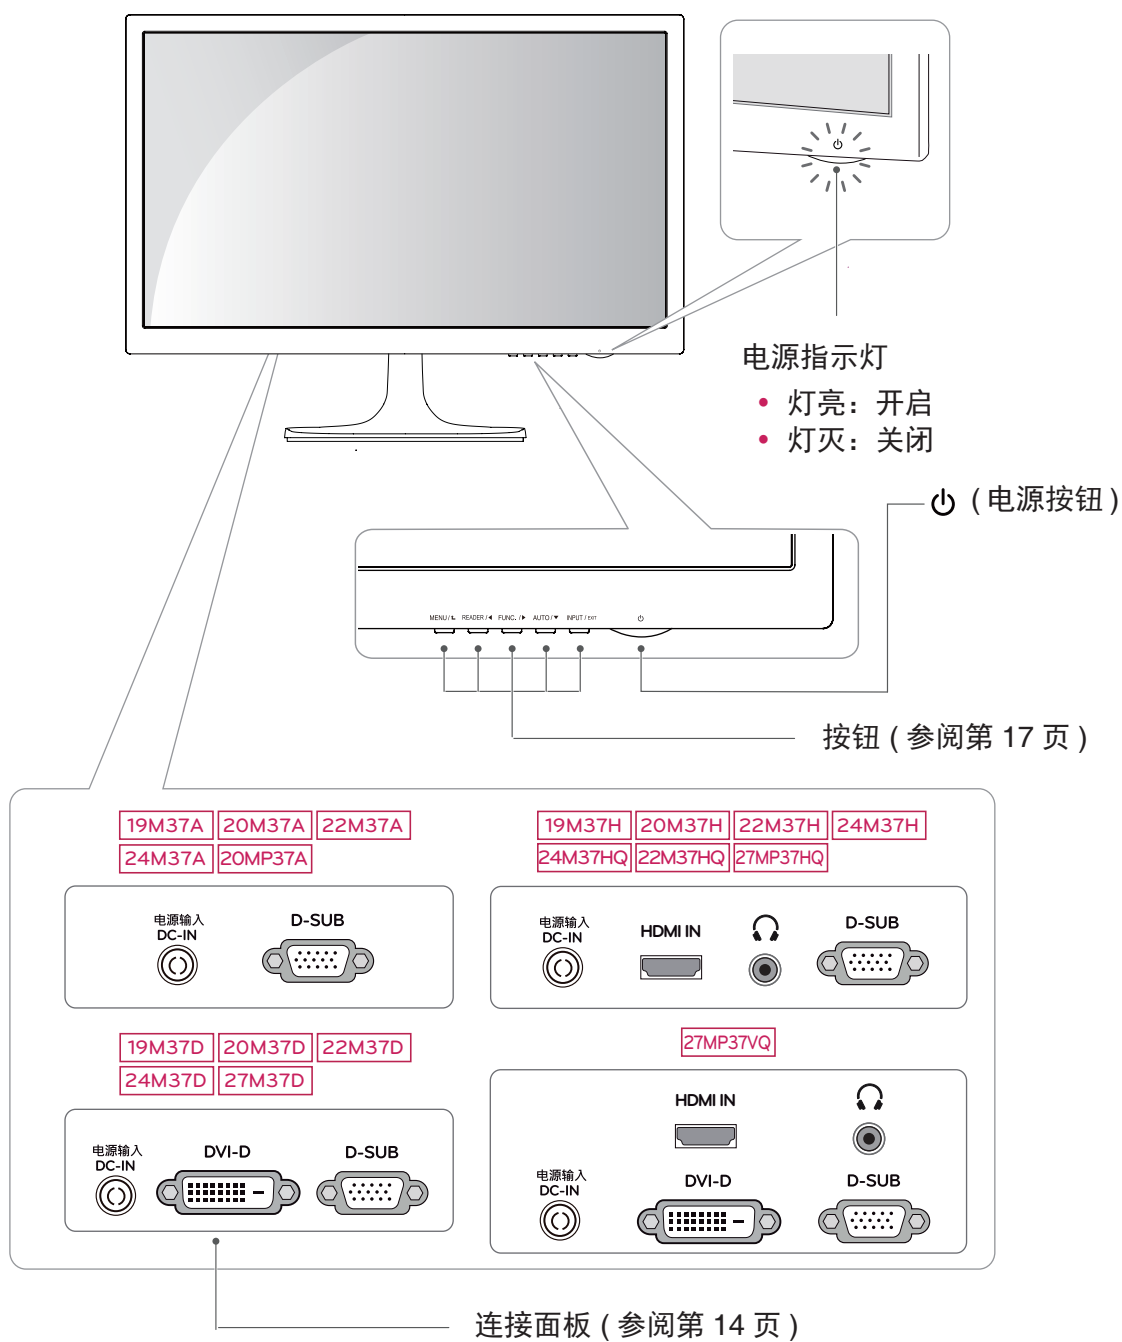 电源指示灯
• 灯亮：开启
• 灯灭：关闭
(电源按钮)
MENU / READER / ◀ FUNC. / ▶ AUTO / ▼ INPUT / EXIT
按钮 ( 参阅第 17 页 )
19M37A 20M37A 22M37A
24M37A 20MP37A
电源输入
DC-IN
D-SUB
19M37H 20M37H 22M37H 24M37H
24M37HQ 22M37HQ 27MP37HQ
电源输入
DC-IN
HDMI IN
D-SUB
19M37D 20M37D 22M37D
24M37D 27M37D
电源输入
DC-IN
DVI-D
D-SUB
27MP37VQ
HDMI IN
电源输入
DC-IN
DVI-D
D-SUB
连接面板 ( 参阅第 14 页 )